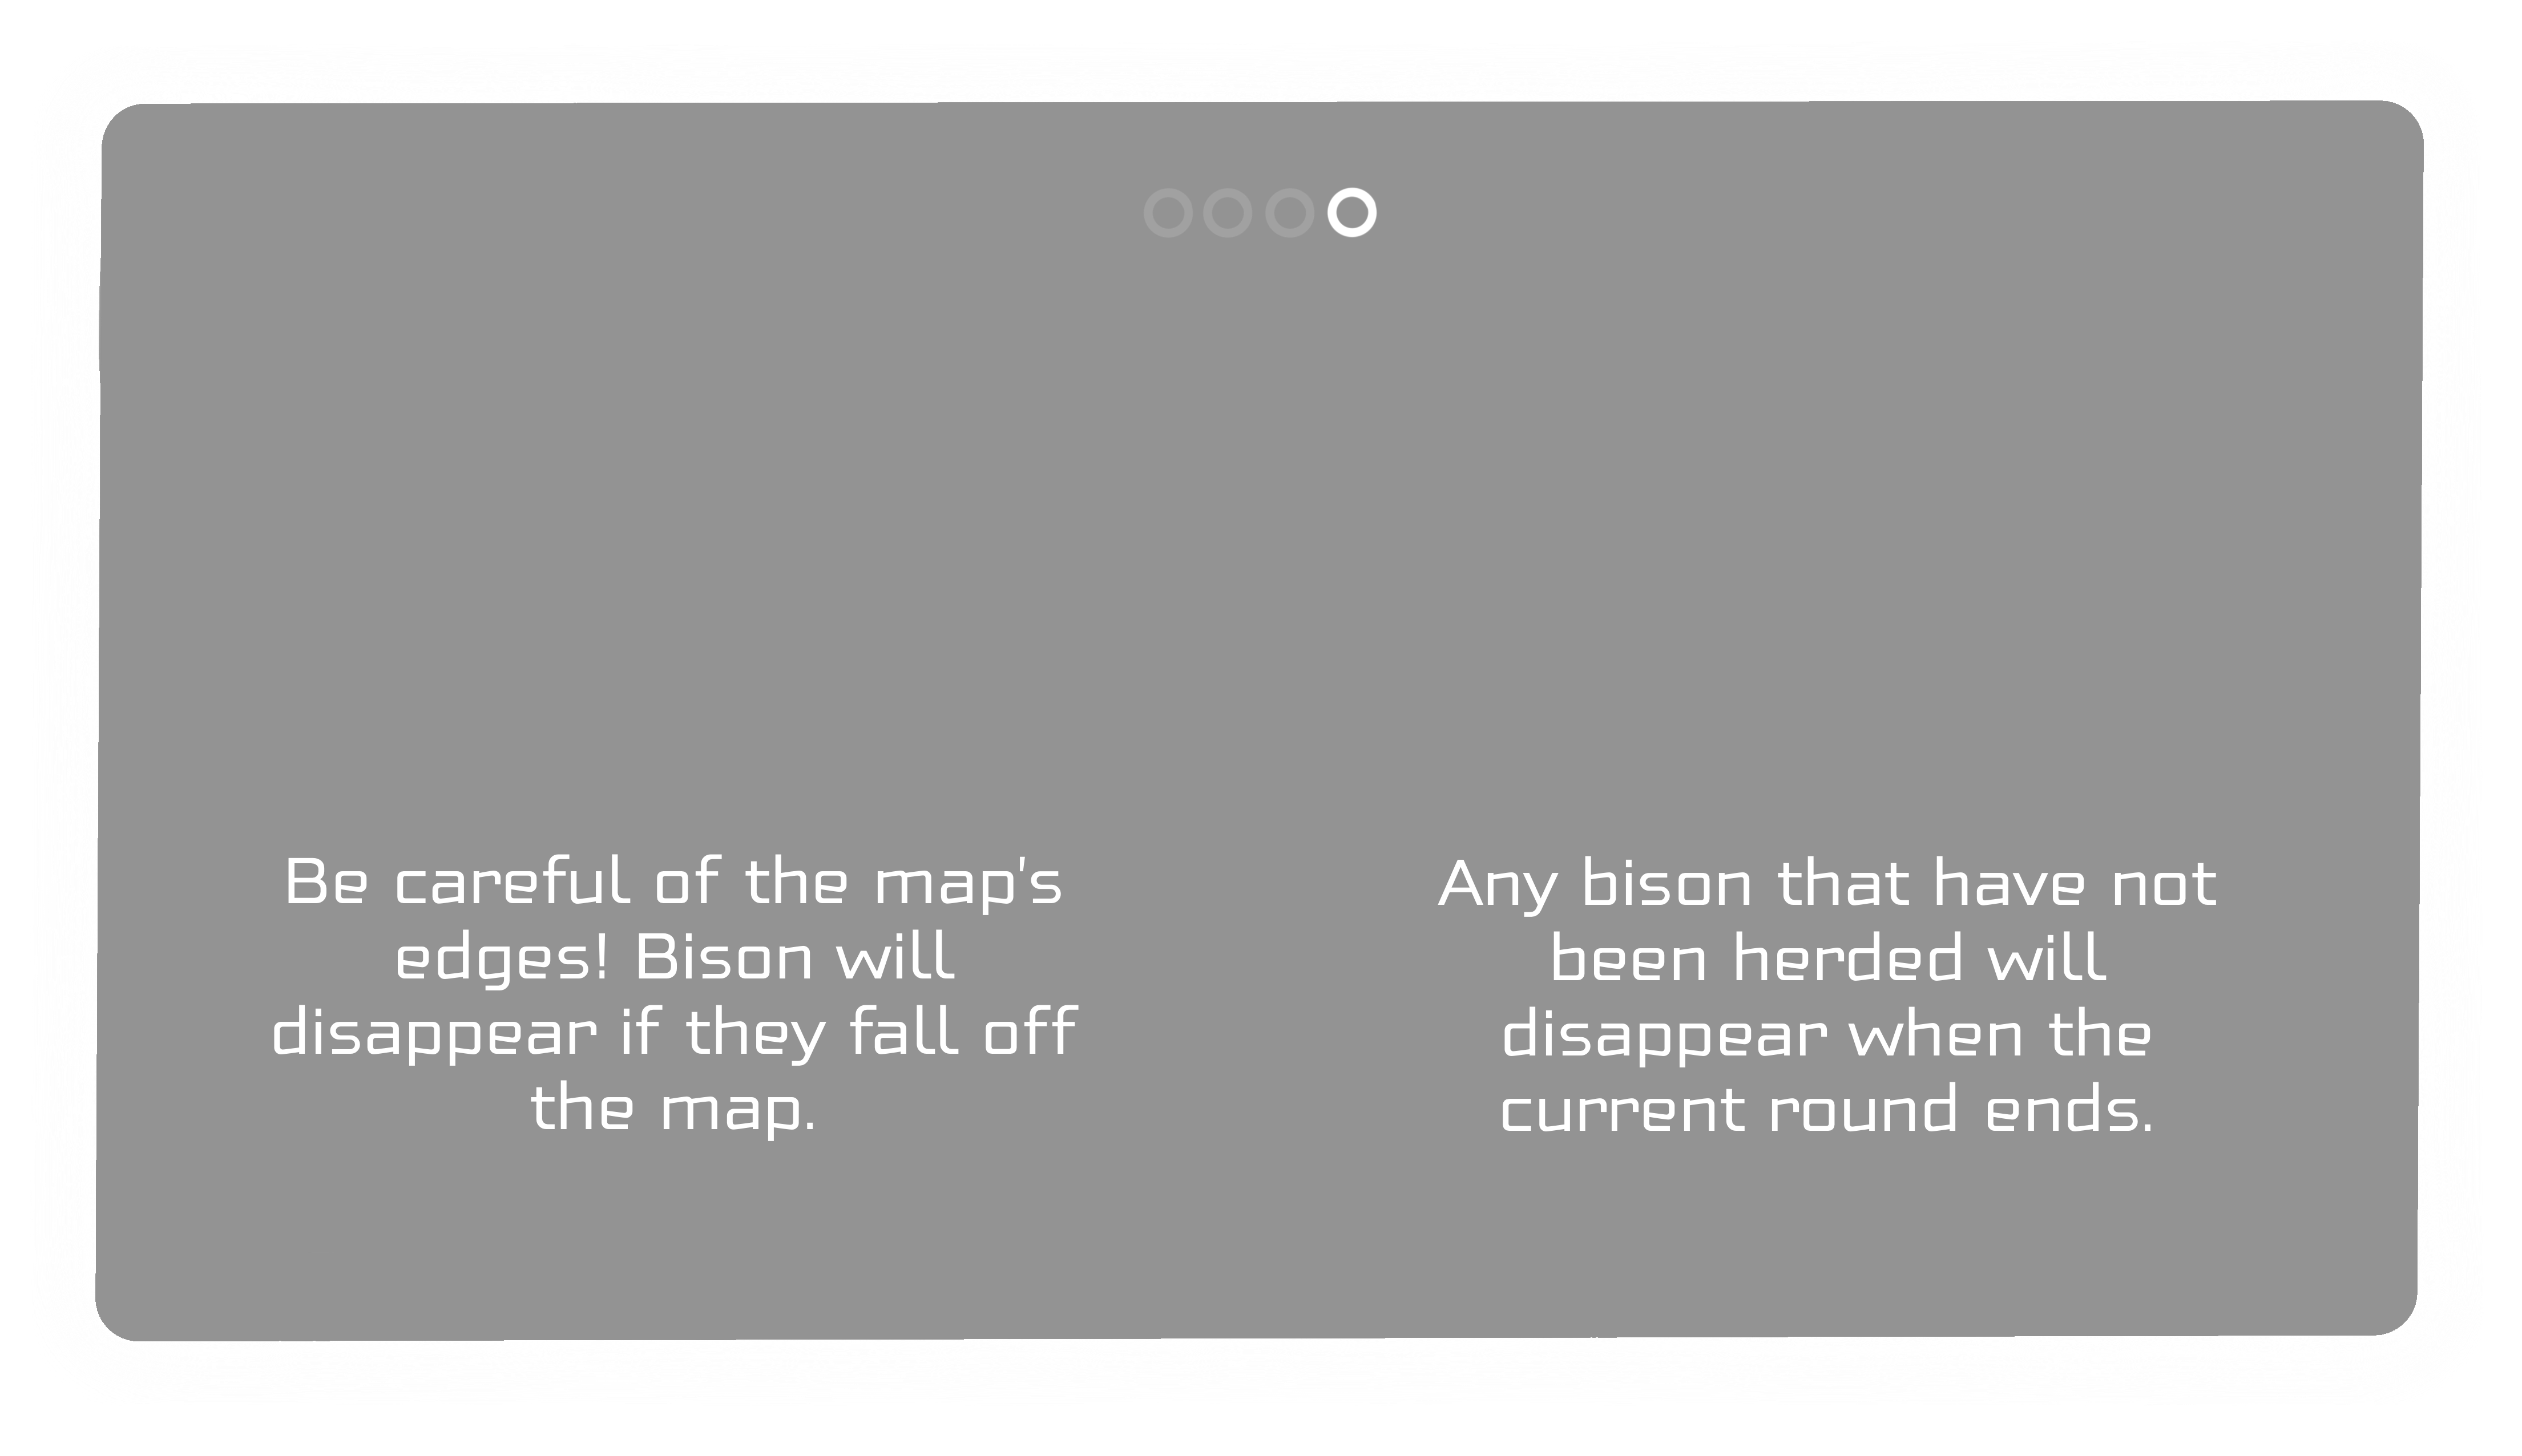 Be careful of the map's
edges! Bison will
disappear if they fall off
the map.
Any bison that have not
been herded will
disappear when the
current round ends.